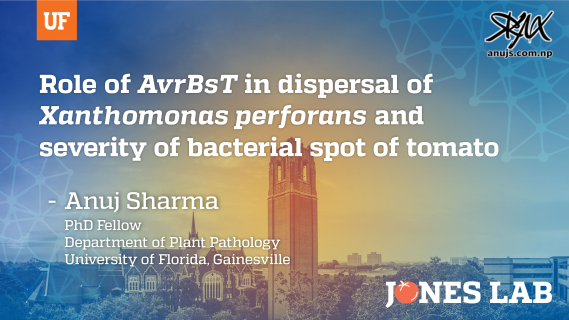 UF
SPAX
anujs.com.np
Role of AvrBsT in dispersal of
Xanthomonas perforans and
severity of bacterial spot of tomato
- Anuj Sharma
PhD Fellow
Department of Plant Pathology
University of Florida, Gainesville
JONES LAB